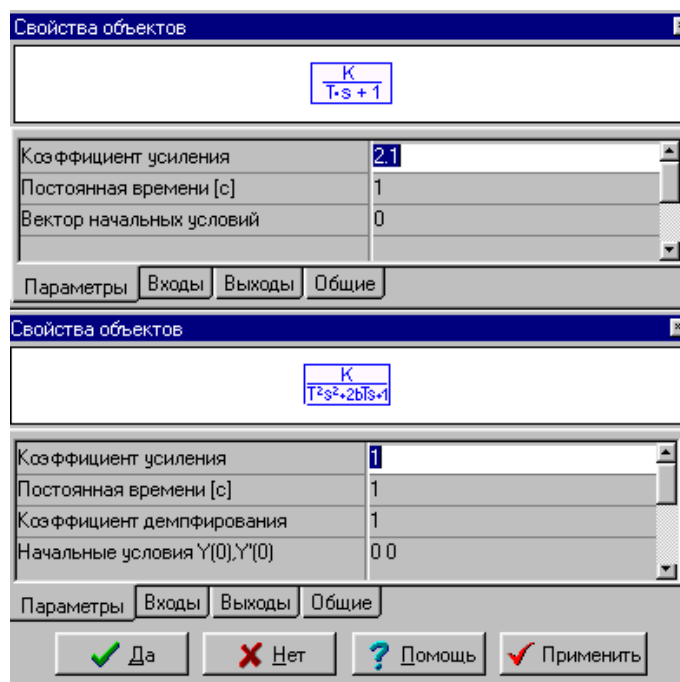 Свойства объектов
K
T·s + 1
Коэффициент усиления 2.1
Постоянная времени [с] 1
Вектор начальных условий 0
Параметры Входы Выходы Общие
Свойства объектов
K
T²s²+2bTs+1
Коэффициент усиления 1
Постоянная времени [с] 1
Коэффициент демпфирования 1
Начальные условия Y(0),Y'(0) 0 0
Параметры Входы Выходы Общие
Да Нет Помощь Применить